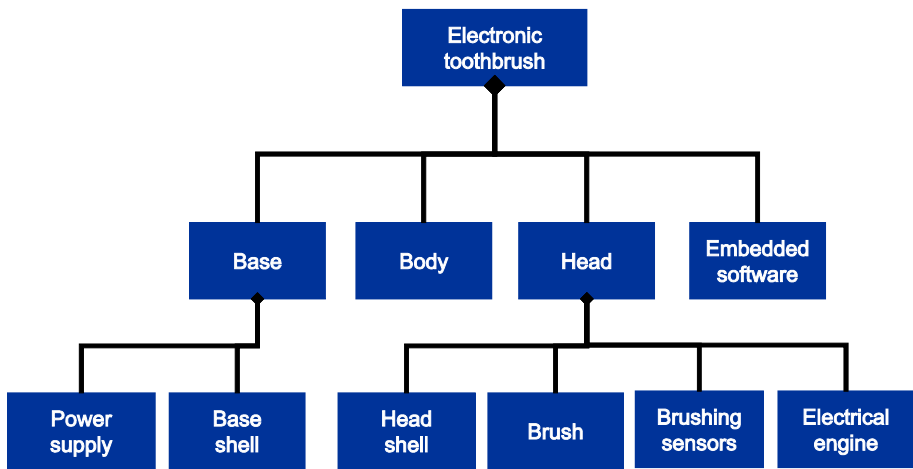 Electronic
toothbrush
Base
Body
Head
Embedded
software
Power
supply
Base
shell
Head
shell
Brush
Brushing
sensors
Electrical
engine